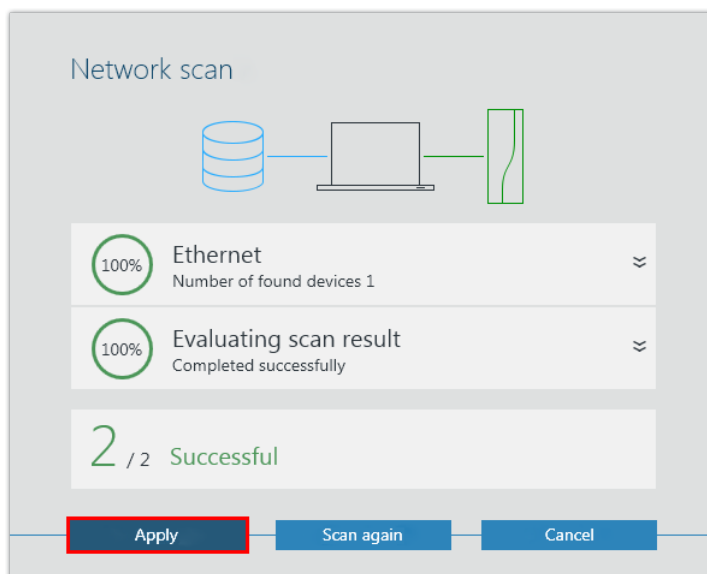 Network scan
100%
Ethernet
Number of found devices 1
100%
Evaluating scan result
Completed successfully
2 / 2 Successful
Apply
Scan again
Cancel